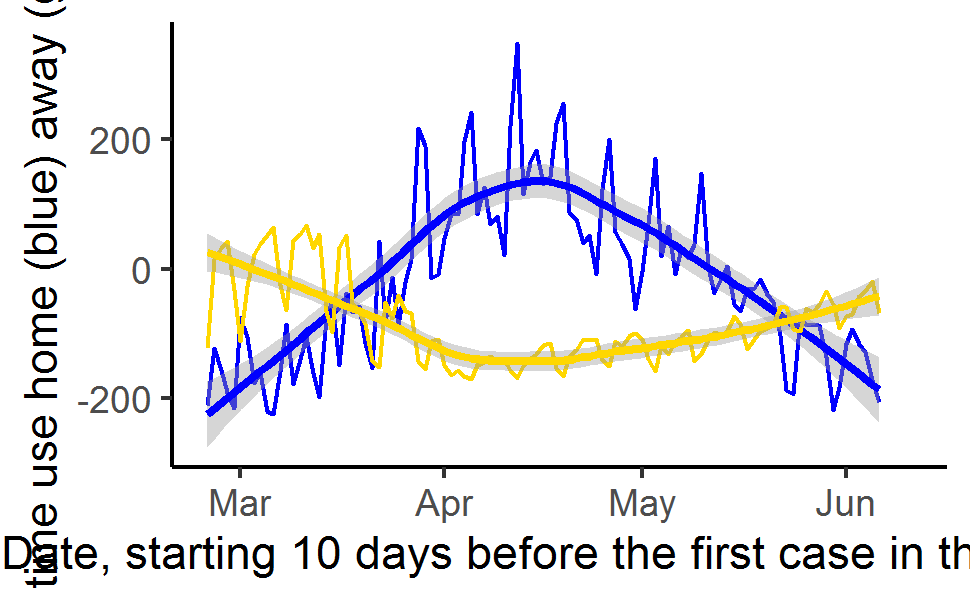 time use home (blue) away (
200
0
-200
Mar Apr May Jun
Date, starting 10 days before the first case in th